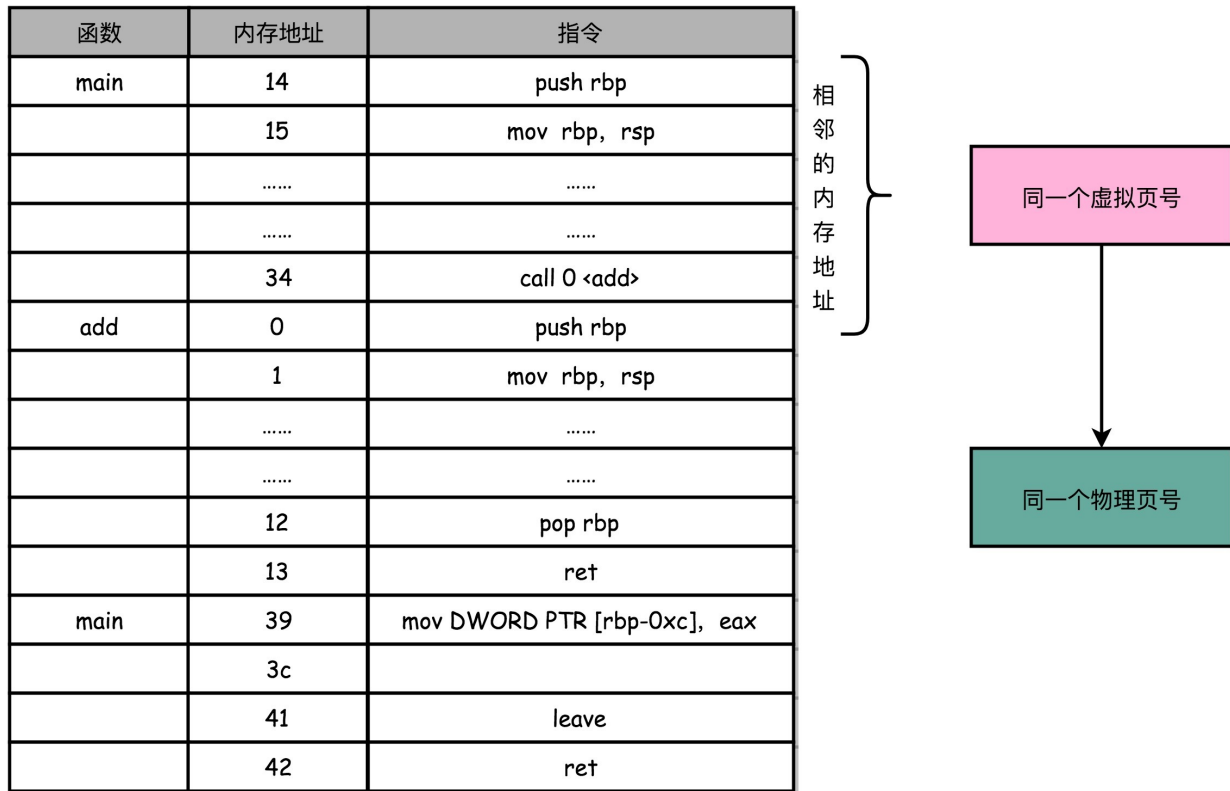 函数 内存地址 指令
main 14 push rbp
15 mov rbp, rsp
…… ……
…… ……
34 call 0 <add>
add 0 push rbp
1 mov rbp, rsp
…… ……
…… ……
12 pop rbp
13 ret
main 39 mov DWORD PTR [rbp-0xc], eax
3c
41 leave
42 ret
相邻的内存地址
同一个虚拟页号
同一个物理页号